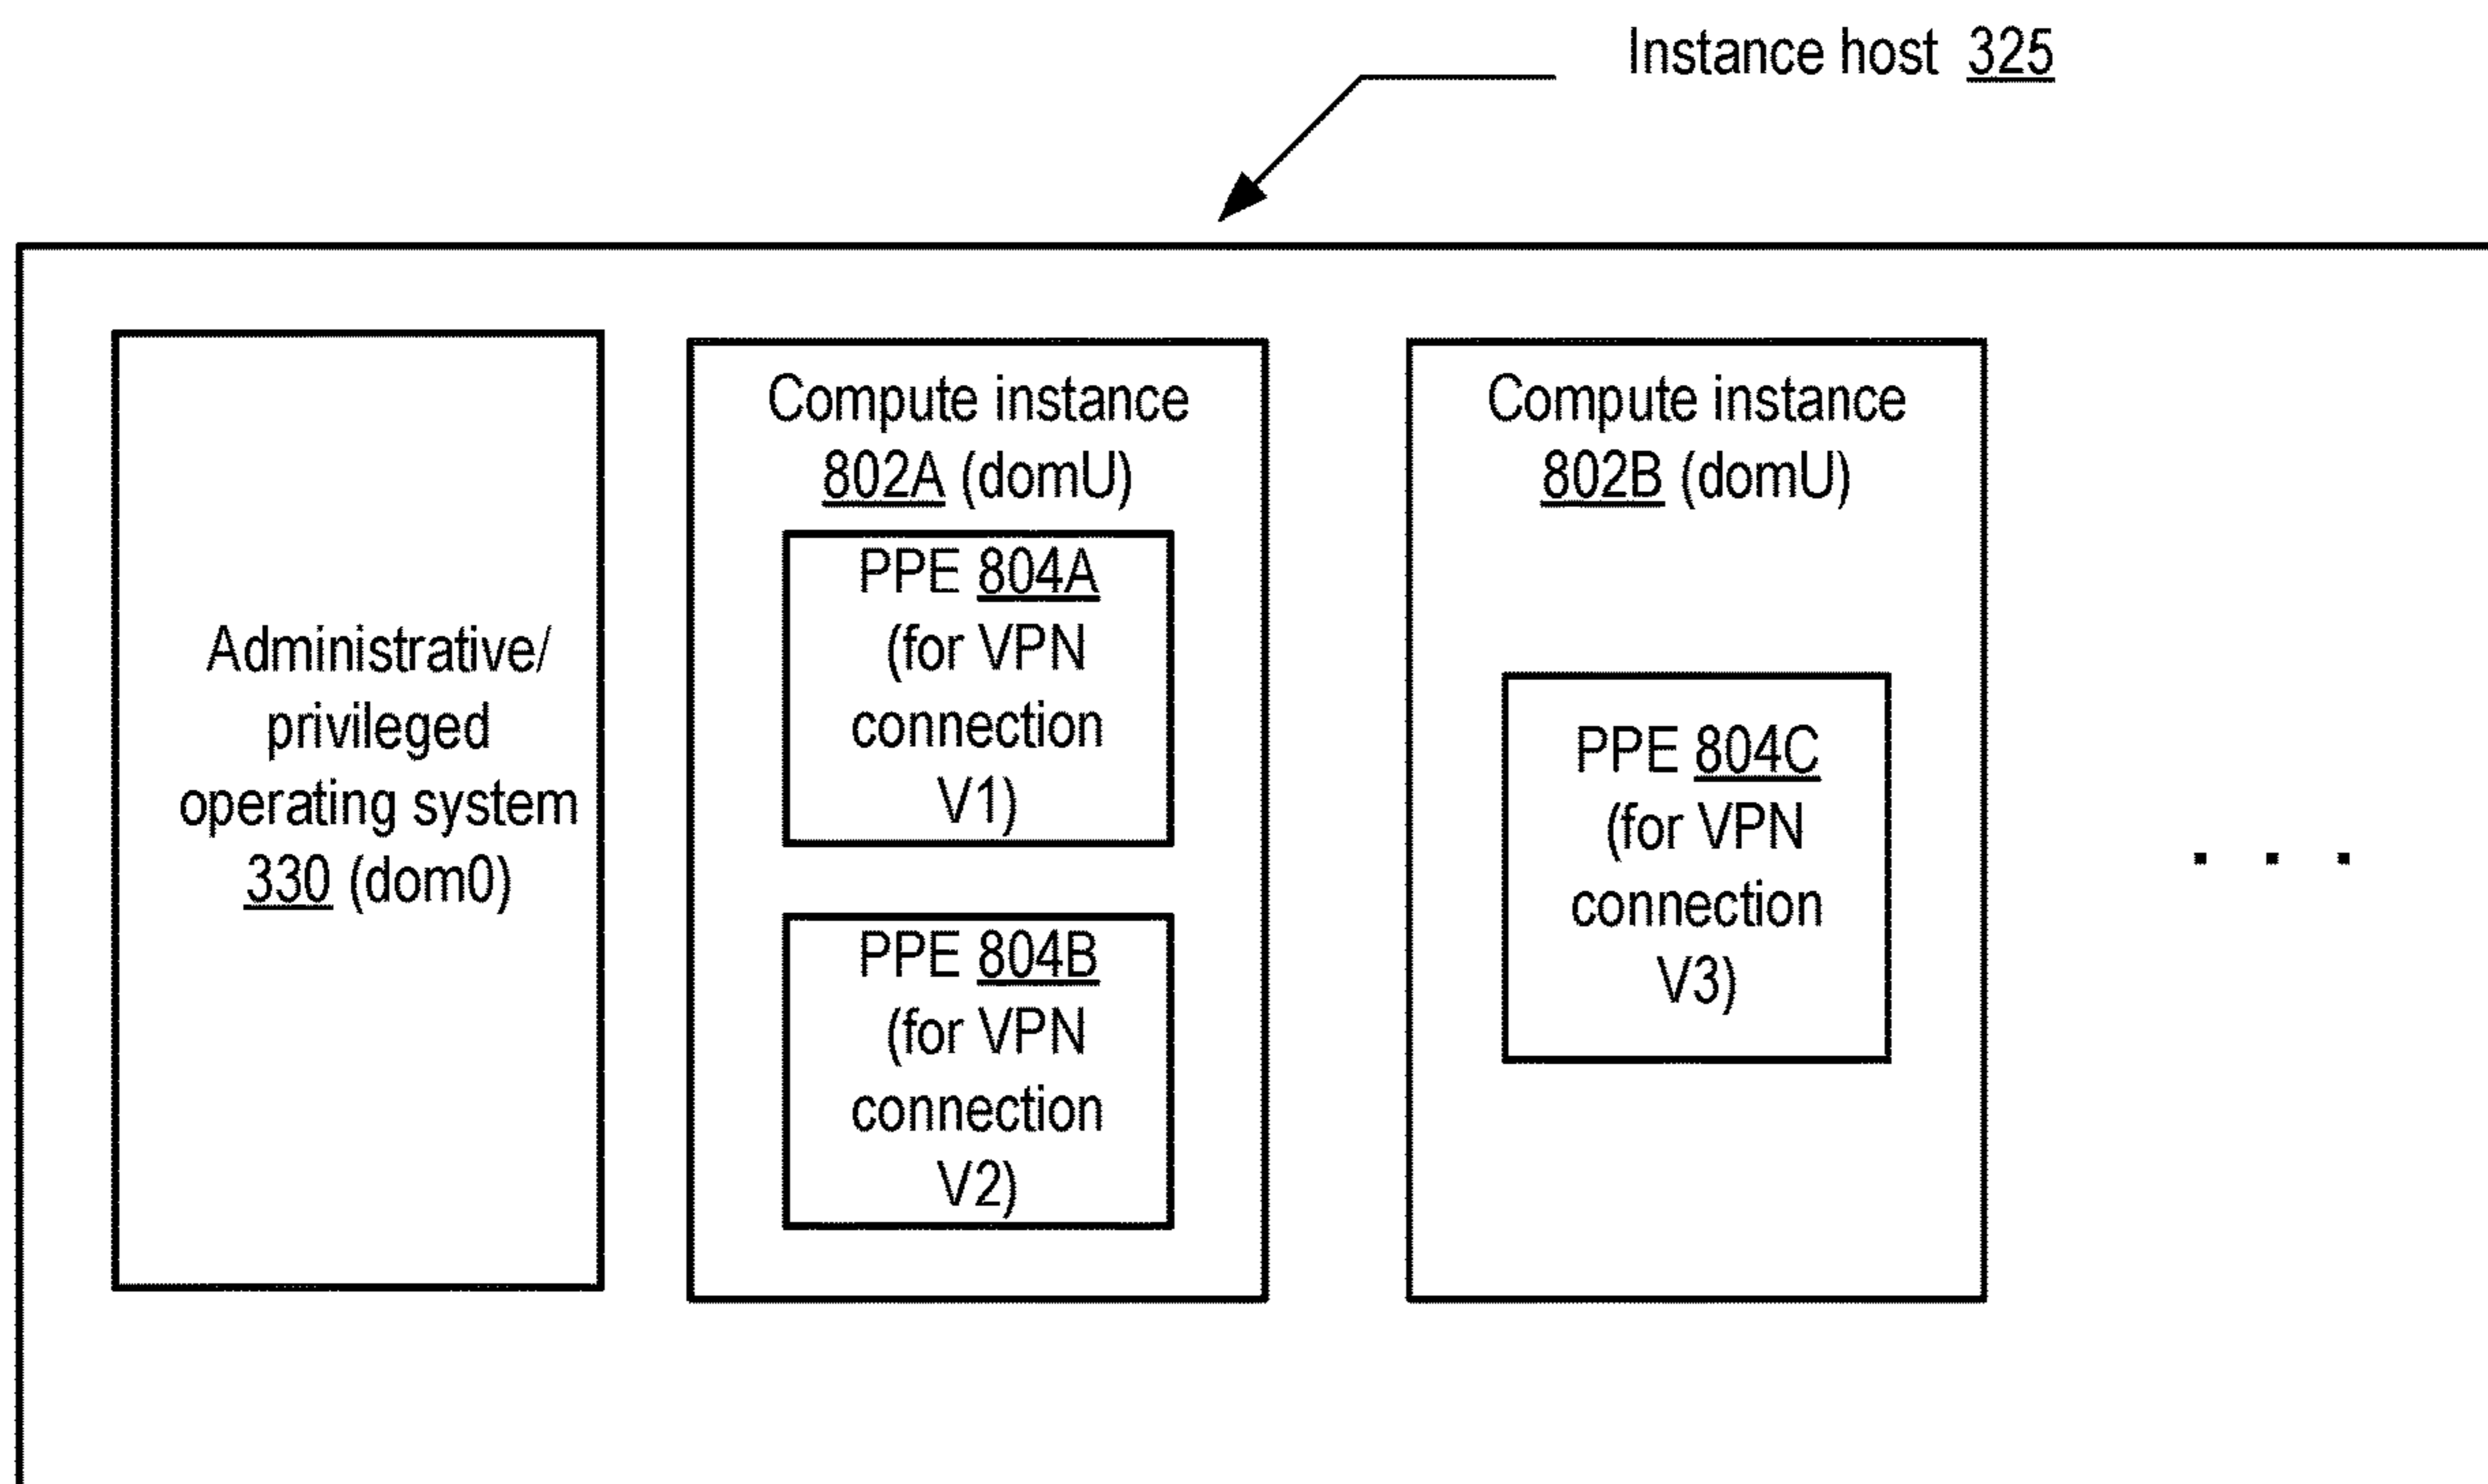 Instance host 325
Administrative/
privileged
operating system
330 (dom0)
Compute instance
802A (domU)
PPE 804A
(for VPN
connection
V1)
PPE 804B
(for VPN
connection
V2)
Compute instance
802B (domU)
PPE 804C
(for VPN
connection
V3)
. . .